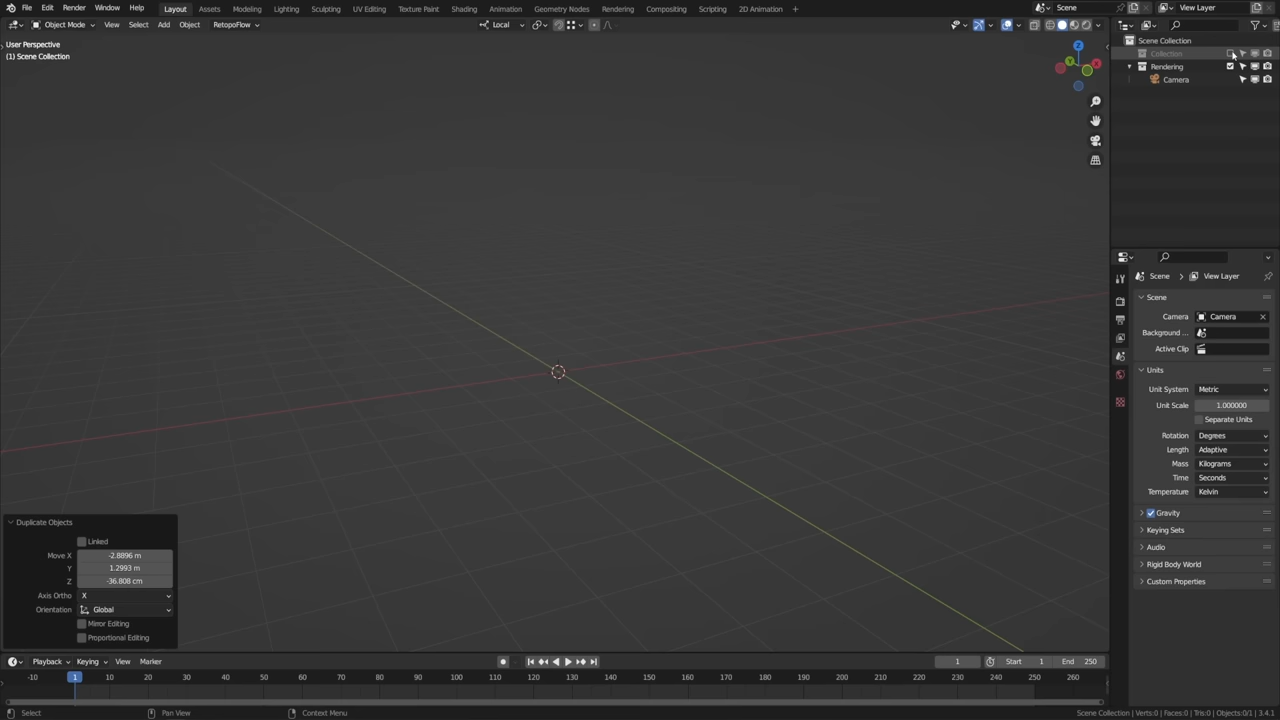 File Edit Render Window Help Layout Assets Modeling Lighting Sculpting UV Editing Texture Paint Shading Animation Geometry Nodes Rendering Compositing Scripting 2D Animation + Scene View Layer
Object Mode View Select Add Object RetopoFlow Local
User Perspective
(1) Scene Collection
Z
Y
X
Scene Collection
Collection
Rendering
Camera
Scene > View Layer
Scene
Camera Camera
Background ...
Active Clip
Units
Unit System Metric
Unit Scale 1.000000
Separate Units
Rotation Degrees
Length Adaptive
Mass Kilograms
Time Seconds
Temperature Kelvin
Gravity
Keying Sets
Audio
Rigid Body World
Custom Properties
Duplicate Objects
Linked
Move X -2.8896 m
Y 1.2993 m
Z -36.808 cm
Axis Ortho X
Orientation Global
Mirror Editing
Proportional Editing
Playback Keying View Marker 1 Start 1 End 250
-10 1 10 20 30 40 50 60 70 80 90 100 110 120 130 140 150 160 170 180 190 200 210 220 230 240 250 260
Select Pan View Context Menu Scene Collection | Verts:0 | Faces:0 | Tris:0 | Objects:0/1 | 3.4.1